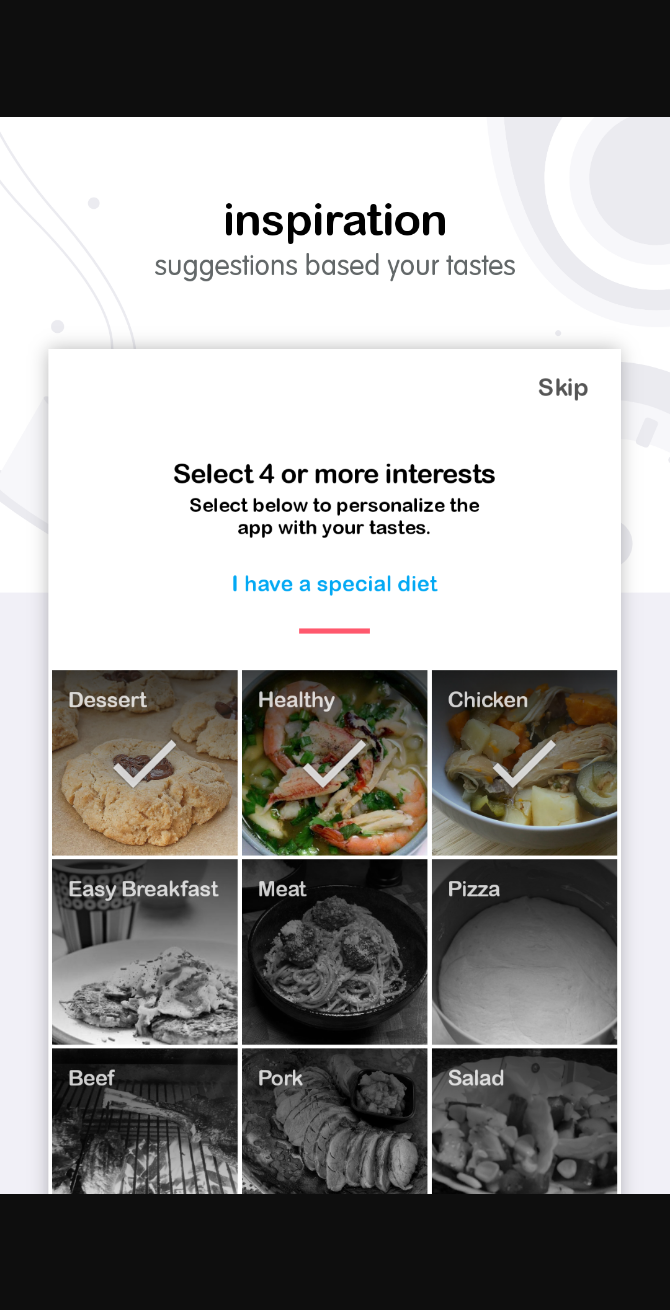 inspiration
suggestions based your tastes
Skip
Select 4 or more interests
Select below to personalize the
app with your tastes.
I have a special diet
Dessert
Healthy
Chicken
Easy Breakfast
Meat
Pizza
Beef
Pork
Salad